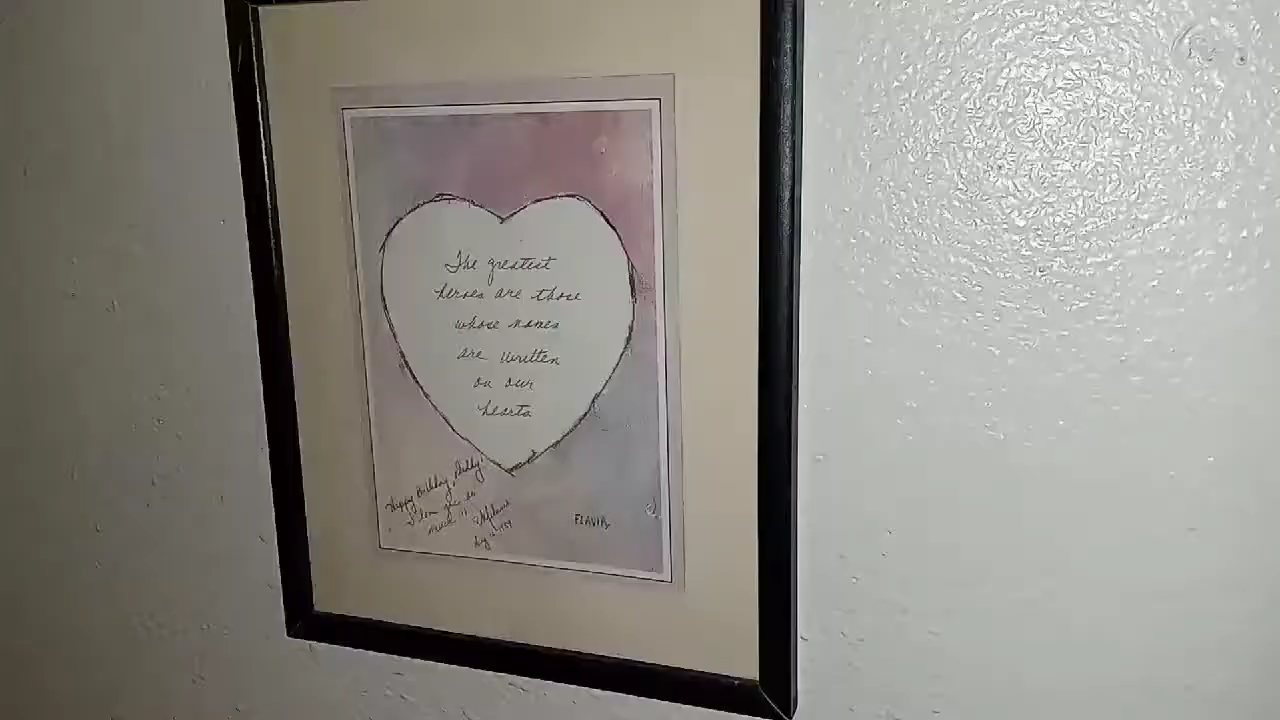 The greatest
heroes are those
whose names
are written
on our
hearts
Happy Birthday, Daddy!
I love you so
much!!
Stephanie
FLAVIA